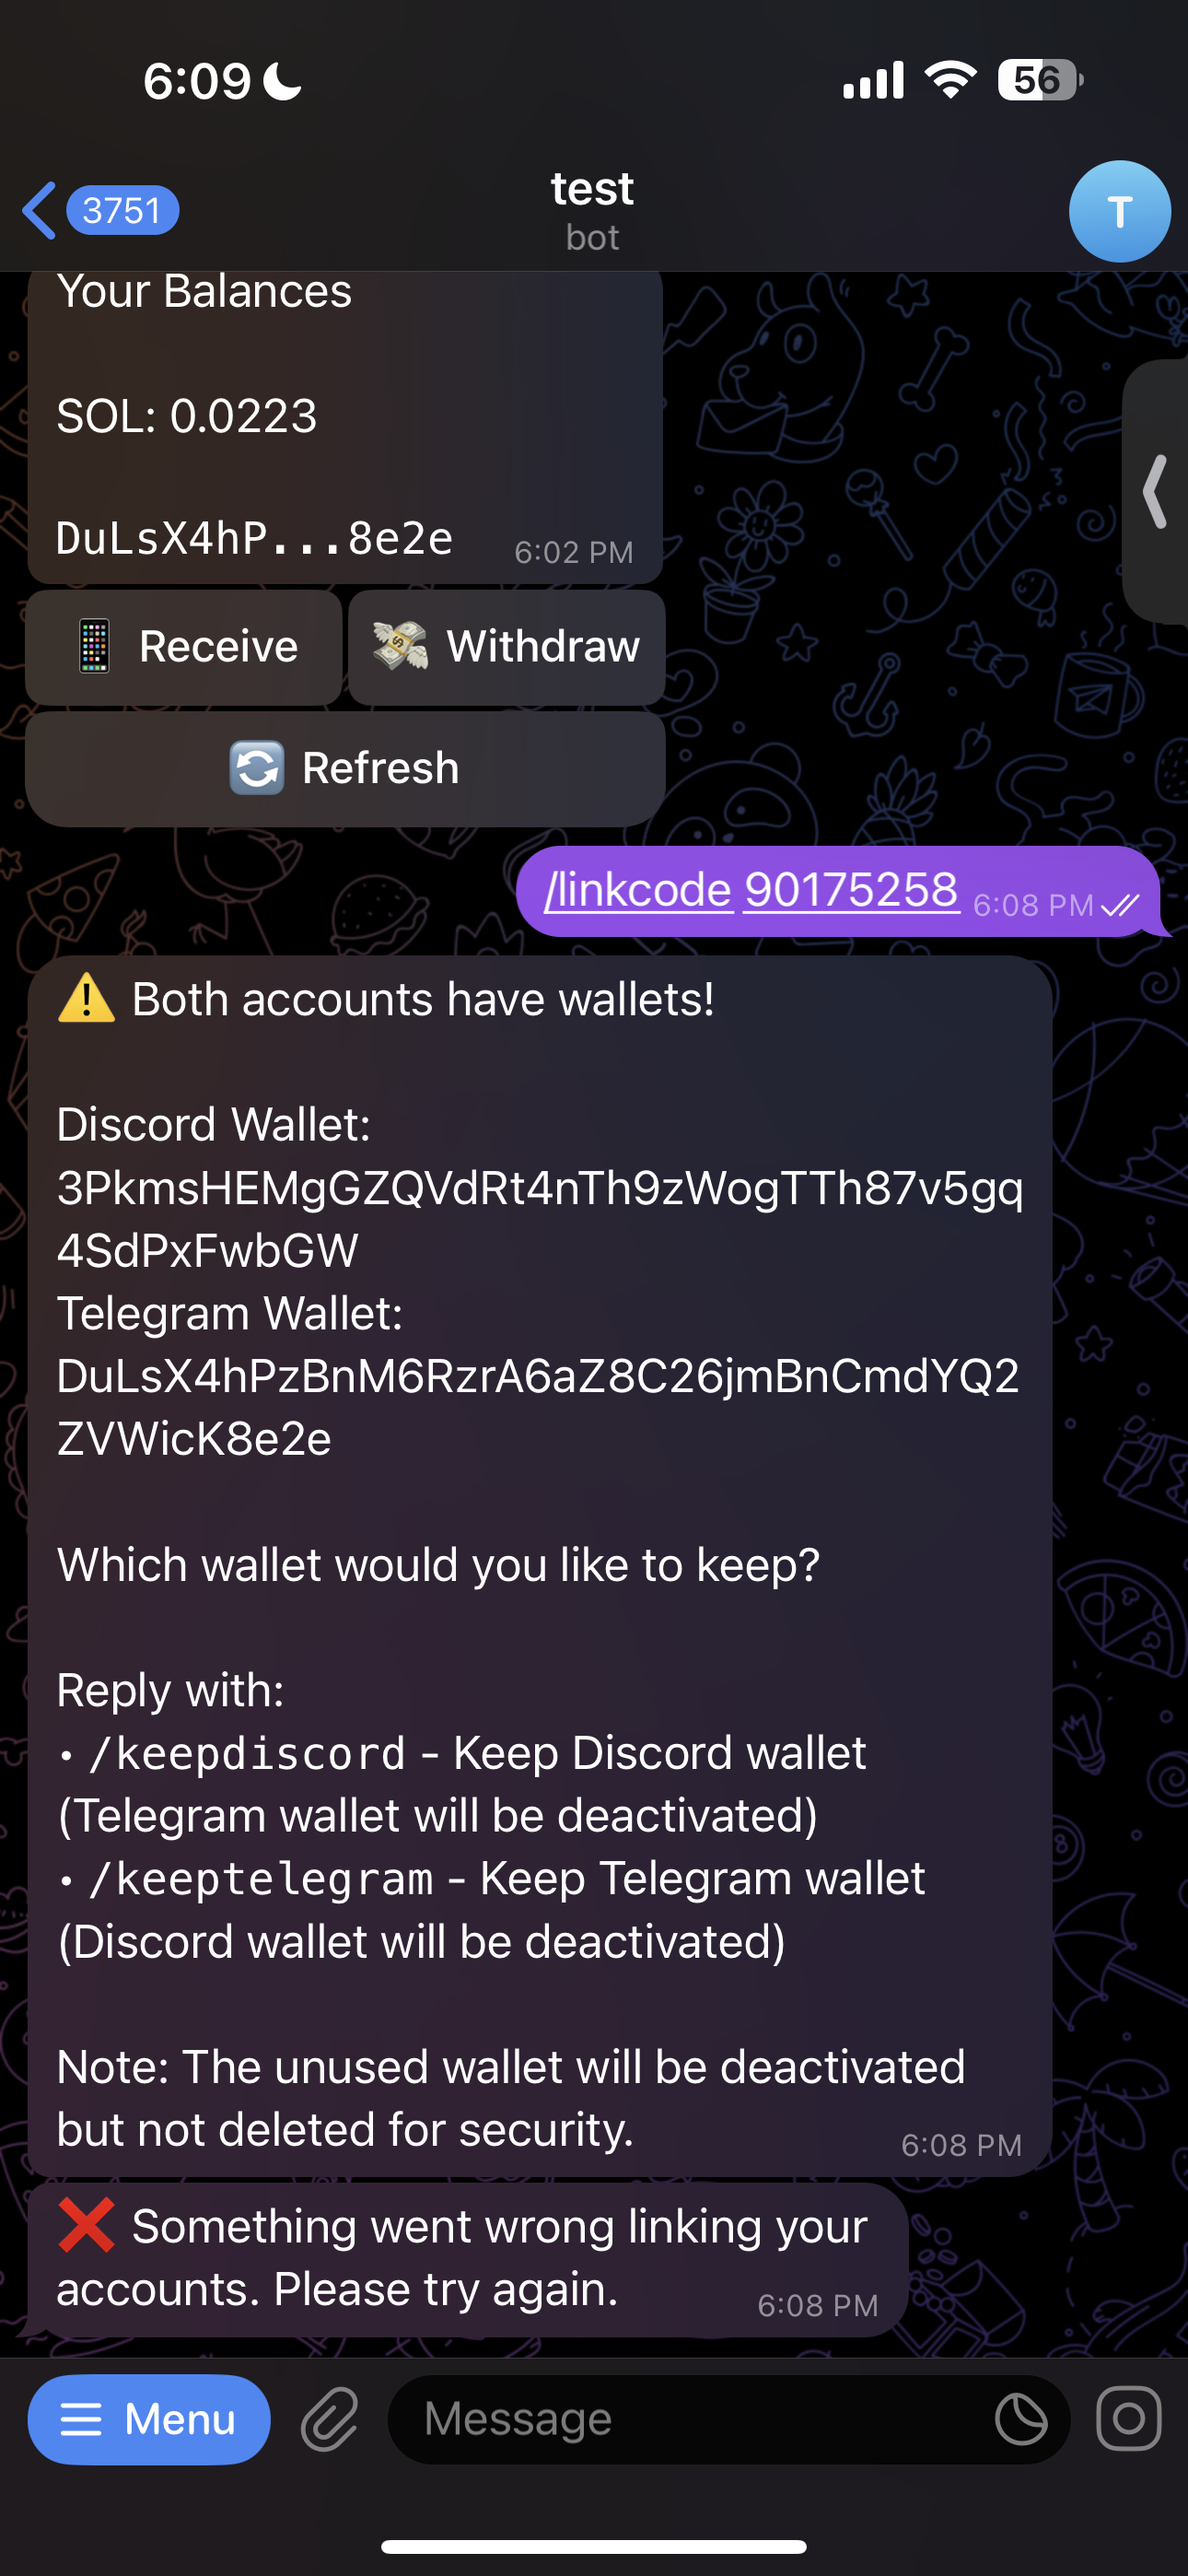 6:09
56
3751
test
bot
T
Your Balances
SOL: 0.0223
DuLsX4hP...8e2e
6:02 PM
Receive
Withdraw
Refresh
/linkcode 90175258
6:08 PM
Both accounts have wallets!
Discord Wallet:
3PkmsHEMgGZQVdRt4nTh9zWogTTh87v5gq
4SdPxFwbGW
Telegram Wallet:
DuLsX4hPzBnM6RzrA6aZ8C26jmBnCmdYQ2
ZVWicK8e2e
Which wallet would you like to keep?
Reply with:
• /keepdiscord - Keep Discord wallet
(Telegram wallet will be deactivated)
• /keeptelegram - Keep Telegram wallet
(Discord wallet will be deactivated)
Note: The unused wallet will be deactivated
but not deleted for security.
6:08 PM
❌ Something went wrong linking your
accounts. Please try again.
6:08 PM
Menu
Message